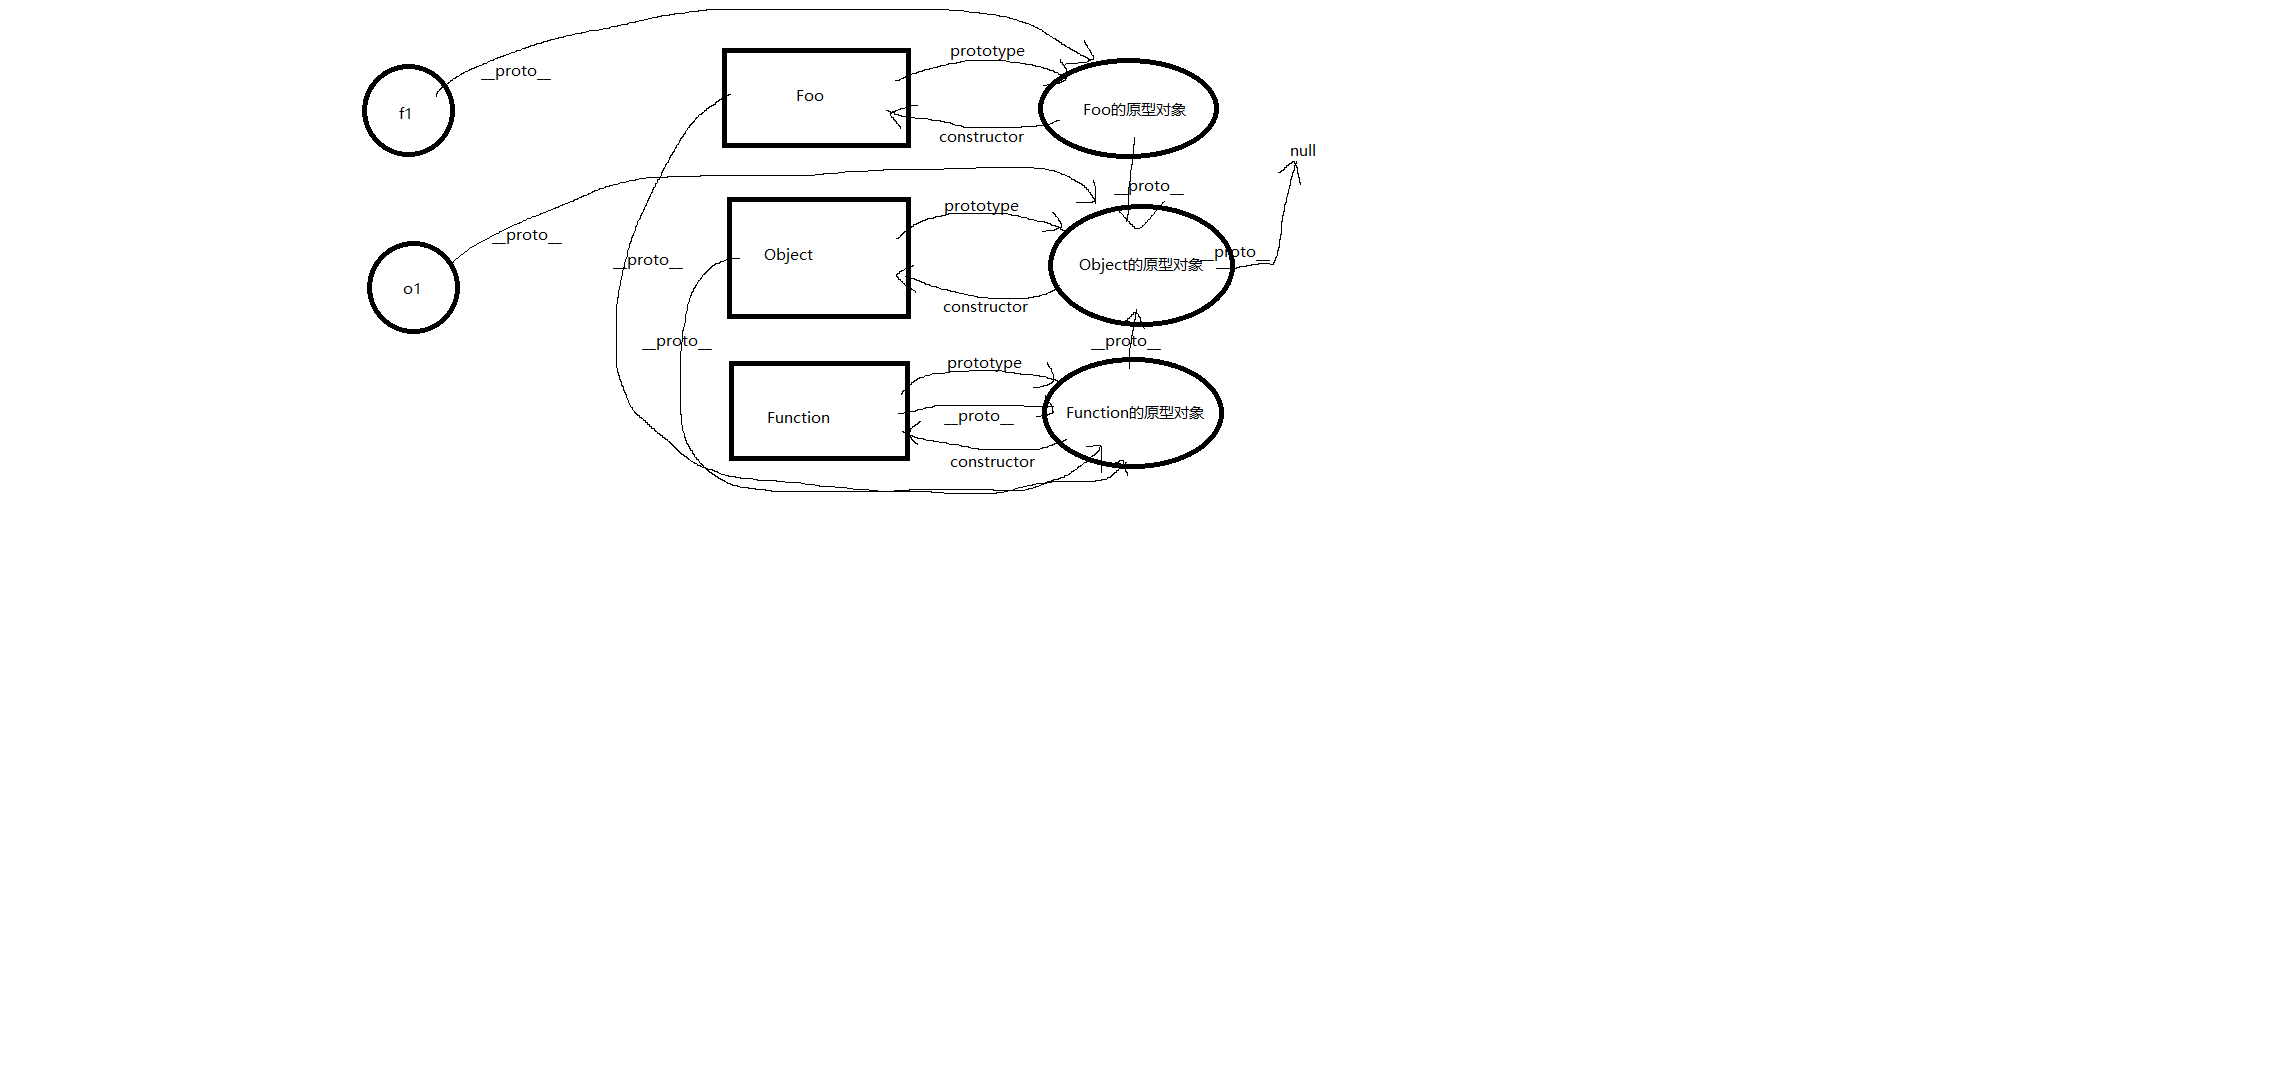 prototype
__proto__
Foo
f1
Foo的原型对象
constructor
null
__proto__
prototype
__proto__
__proto__
Object
__proto__
Object的原型对象
o1
constructor
__proto__
__proto__
prototype
Function
__proto__
Function的原型对象
constructor